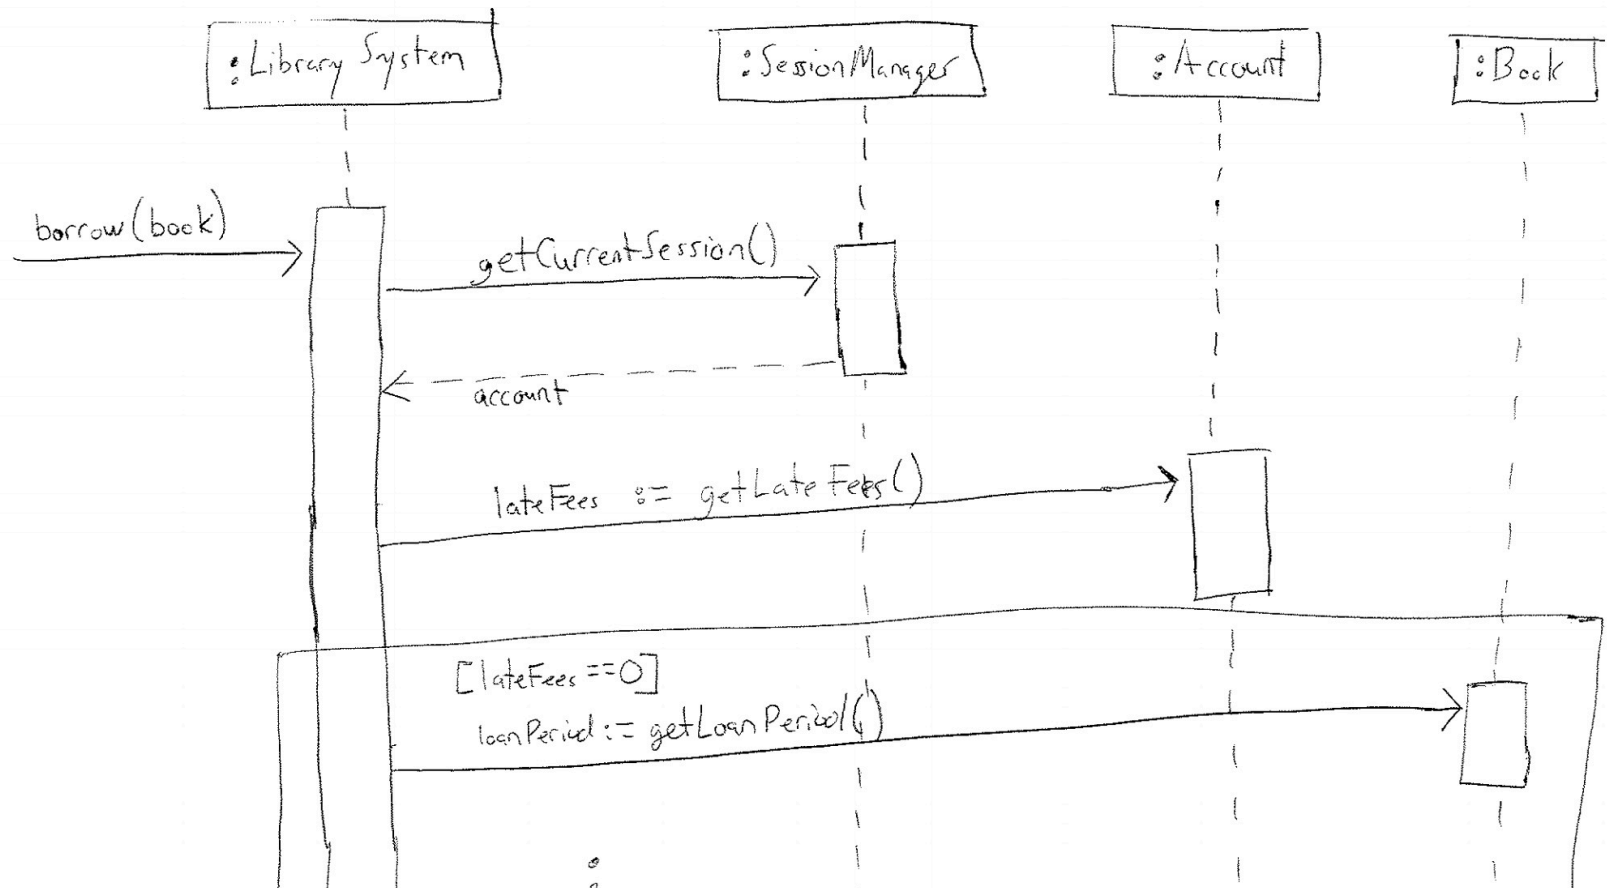 :Library System
:SessionManager
:Account
:Book
borrow(book)
getCurrentSession()
account
lateFees := getLateFees()
[lateFees==0]
loanPeriod:= getLoanPeriod()